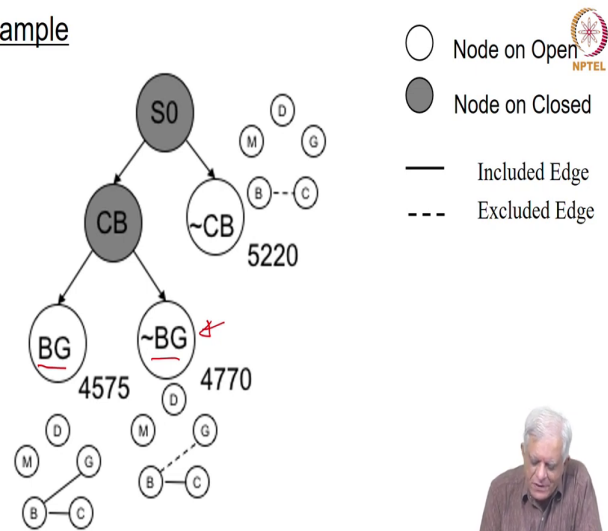 ample
Node on Open
NPTEL
Node on Closed
Included Edge
Excluded Edge
S0
D
M
G
B
C
CB
~CB
5220
BG
~BG
4575
4770
D
M
G
B
C
D
M
G
B
C